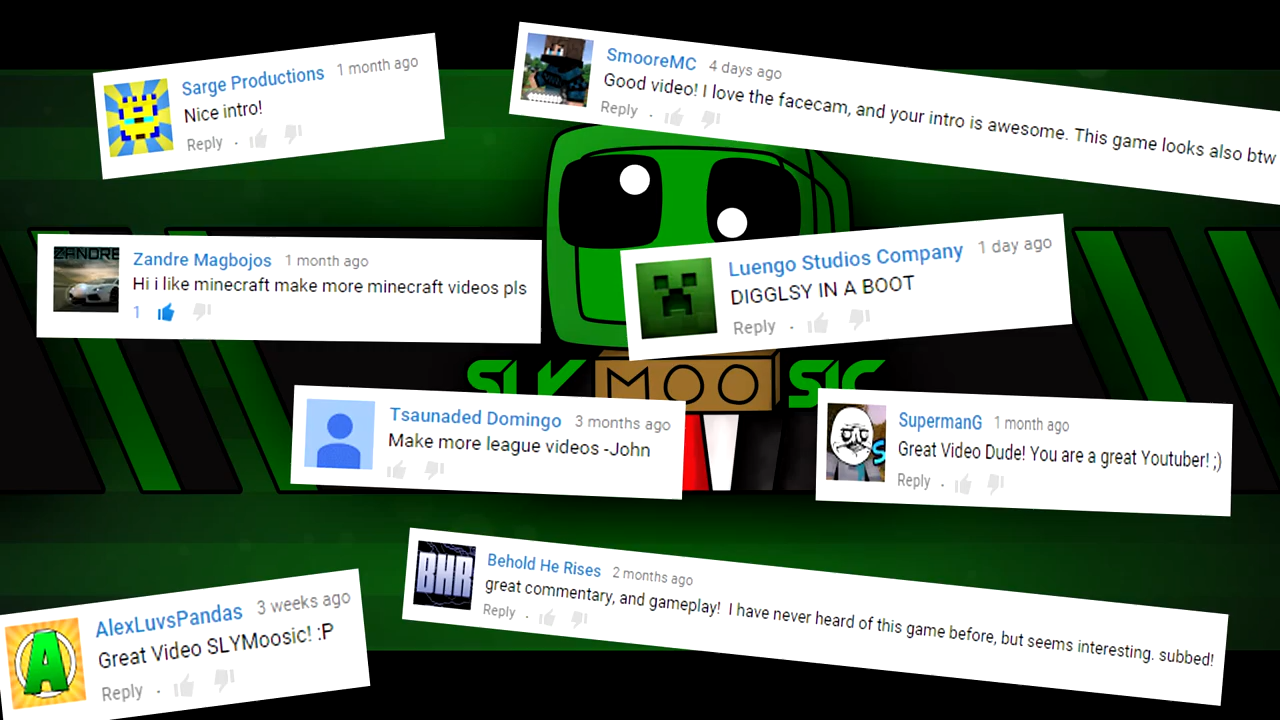 Sarge Productions 1 month ago
Nice intro!
Reply
SmooreMC 4 days ago
Good video! I love the facecam, and your intro is awesome. This game looks also btw
Reply
ZANDRE
Zandre Magbojos 1 month ago
Hi i like minecraft make more minecraft videos pls
1
Luengo Studios Company 1 day ago
DIGGLSY IN A BOOT
Reply
SLY MOO SIC
Tsaunaded Domingo 3 months ago
Make more league videos -John
SupermanG 1 month ago
Great Video Dude! You are a great Youtuber! ;)
Reply
BHR
Behold He Rises 2 months ago
great commentary, and gameplay! I have never heard of this game before, but seems interesting. subbed!
Reply
A
AlexLuvsPandas 3 weeks ago
Great Video SLYMoosic! :P
Reply